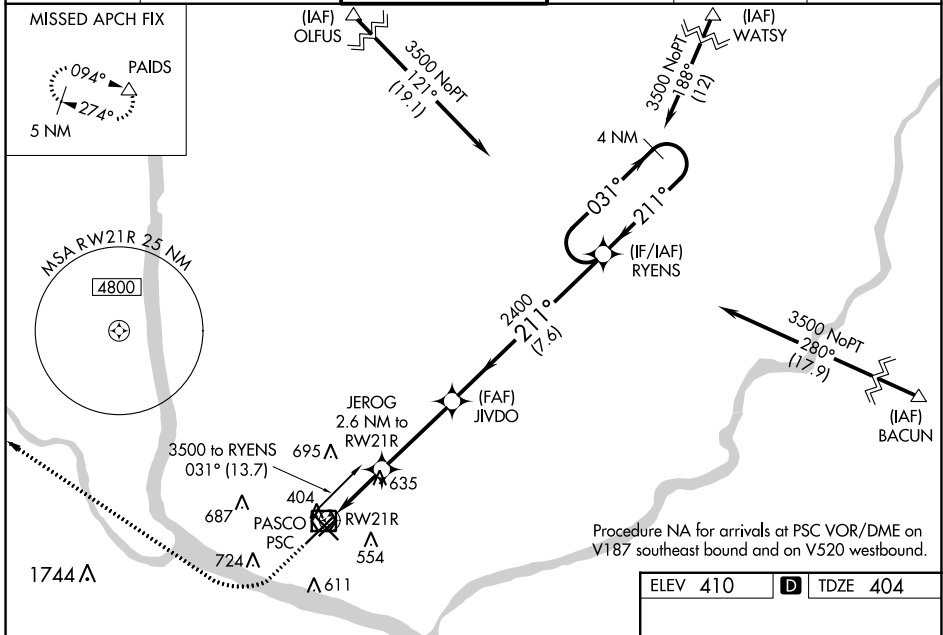 MISSED APCH FIX
PAIDS
094°
274°
5 NM
(IAF)
OLFUS
3500 NoPT
121°
(19.1)
(IAF)
WATSY
3500 NoPT
188°
(12)
4 NM
031°
211°
(IF/IAF)
RYENS
MSA RW21R 25 NM
4800
2400
211°
(7.6)
3500 NoPT
280°
(17.9)
(IAF)
BACUN
(FAF)
JIVDO
JEROG
2.6 NM to
RW21R
3500 to RYENS
031° (13.7)
695
635
687
404
PASCO
PSC
RW21R
554
724
611
1744
Procedure NA for arrivals at PSC VOR/DME on
V187 southeast bound and on V520 westbound.
ELEV 410 D TDZE 404